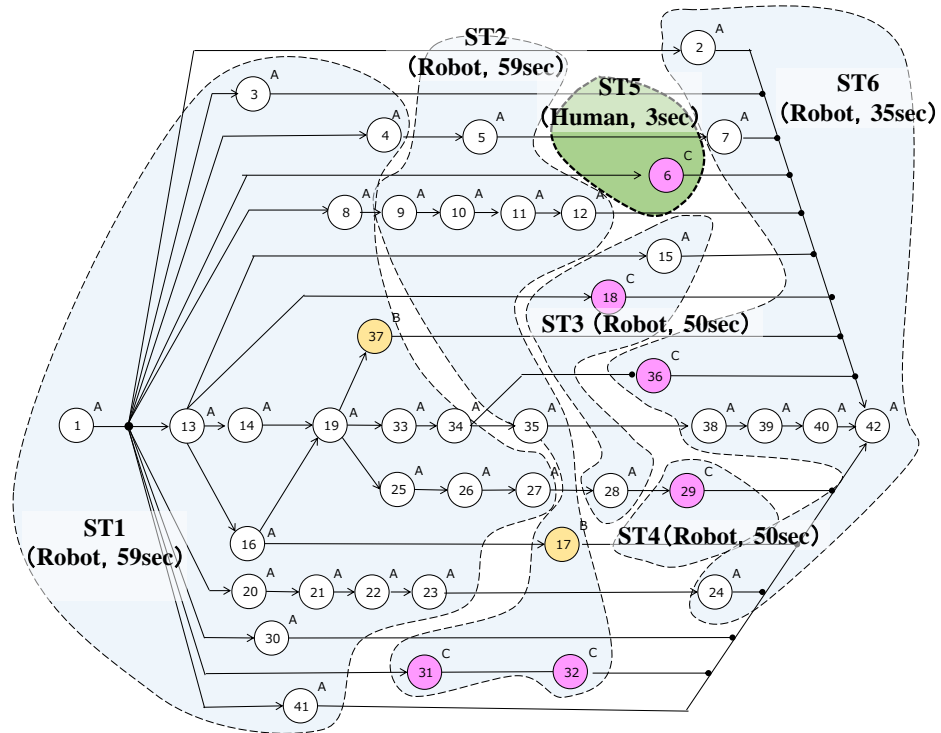 ST2
(Robot, 59sec)
A
2
ST6
(Robot, 35sec)
A
3
ST5
(Human, 3sec)
A
4
A
5
A
7
C
6
A
8
A
9
A
10
A
11
A
12
A
15
C
18
ST3 (Robot, 50sec)
B
37
C
36
A
1
A
13
A
14
A
19
A
33
A
34
A
35
A
38
A
39
A
40
A
42
A
25
A
26
A
27
A
28
C
29
ST1
(Robot, 59sec)
A
16
B
17
ST4(Robot, 50sec)
A
20
A
21
A
22
A
23
A
24
A
30
C
31
C
32
A
41